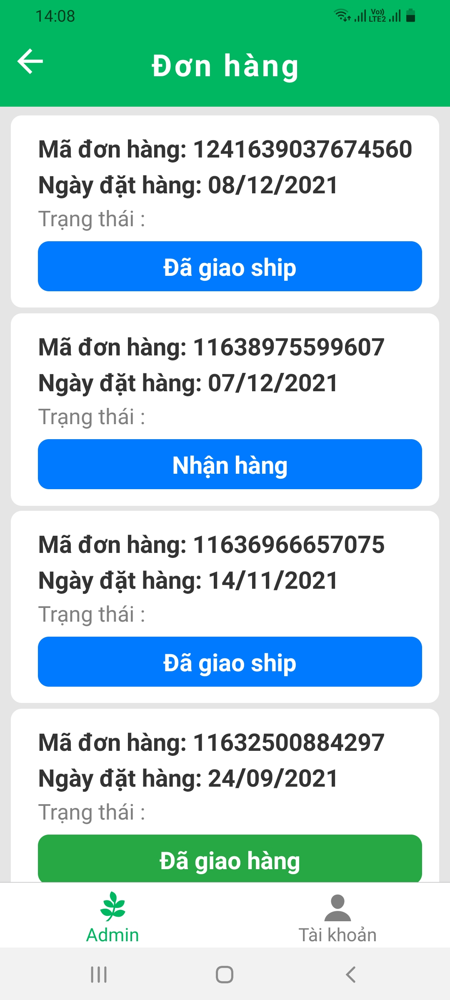 14:08
Vo)) LTE2
Đơn hàng
Mã đơn hàng: 1241639037674560
Ngày đặt hàng: 08/12/2021
Trạng thái :
Đã giao ship
Mã đơn hàng: 11638975599607
Ngày đặt hàng: 07/12/2021
Trạng thái :
Nhận hàng
Mã đơn hàng: 11636966657075
Ngày đặt hàng: 14/11/2021
Trạng thái :
Đã giao ship
Mã đơn hàng: 11632500884297
Ngày đặt hàng: 24/09/2021
Trạng thái :
Đã giao hàng
Admin
Tài khoản